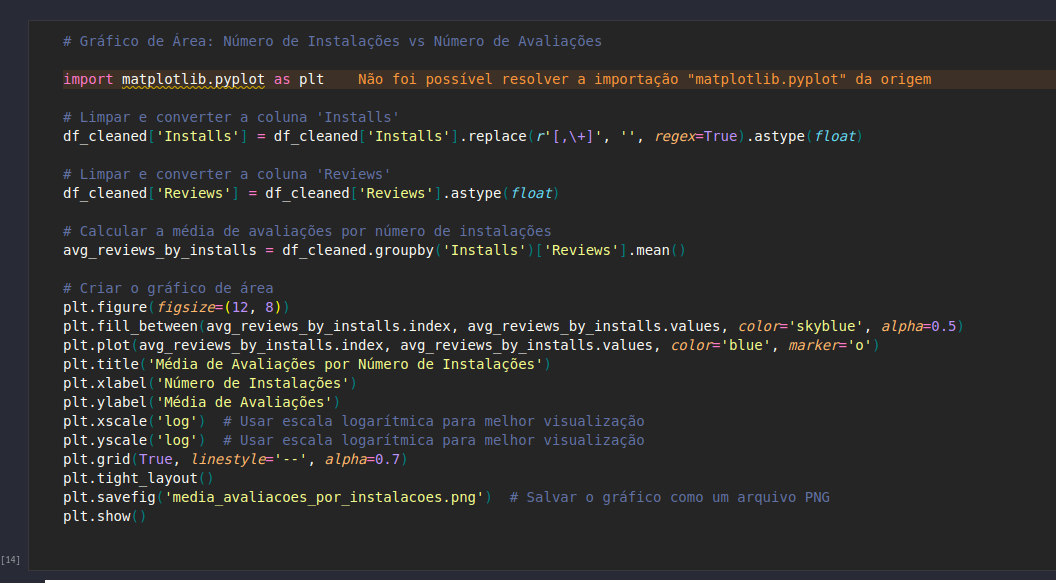 # Gráfico de Área: Número de Instalações vs Número de Avaliações
import matplotlib.pyplot as plt    Não foi possível resolver a importação "matplotlib.pyplot" da origem
# Limpar e converter a coluna 'Installs'
df_cleaned['Installs'] = df_cleaned['Installs'].replace(r'[,\+]', '', regex=True).astype(float)
# Limpar e converter a coluna 'Reviews'
df_cleaned['Reviews'] = df_cleaned['Reviews'].astype(float)
# Calcular a média de avaliações por número de instalações
avg_reviews_by_installs = df_cleaned.groupby('Installs')['Reviews'].mean()
# Criar o gráfico de área
plt.figure(figsize=(12, 8))
plt.fill_between(avg_reviews_by_installs.index, avg_reviews_by_installs.values, color='skyblue', alpha=0.5)
plt.plot(avg_reviews_by_installs.index, avg_reviews_by_installs.values, color='blue', marker='o')
plt.title('Média de Avaliações por Número de Instalações')
plt.xlabel('Número de Instalações')
plt.ylabel('Média de Avaliações')
plt.xscale('log')  # Usar escala logarítmica para melhor visualização
plt.yscale('log')  # Usar escala logarítmica para melhor visualização
plt.grid(True, linestyle='--', alpha=0.7)
plt.tight_layout()
plt.savefig('media_avaliacoes_por_instalacoes.png')  # Salvar o gráfico como um arquivo PNG
plt.show()
[14]